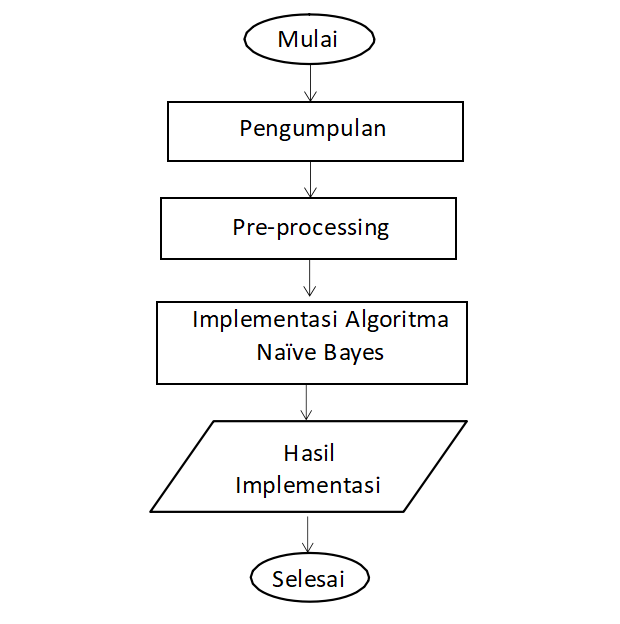 Mulai
Pengumpulan
Pre-processing
Implementasi Algoritma
Naïve Bayes
Hasil
Implementasi
Selesai